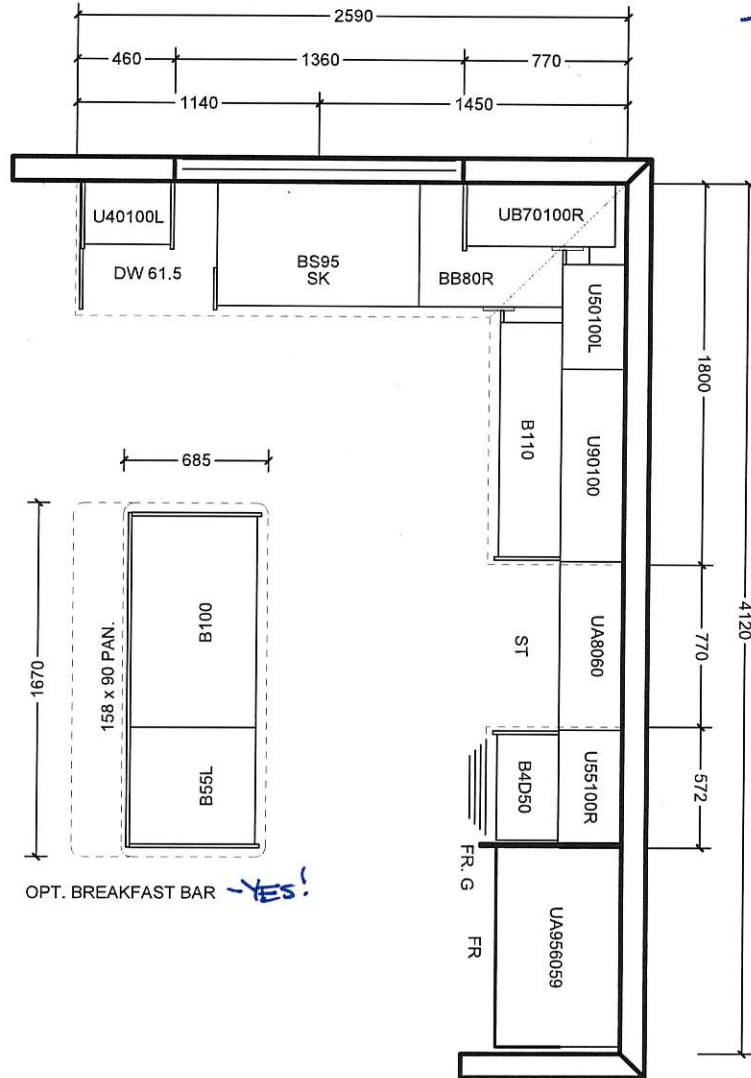 2590
460
1360
770
1140
1450
U40100L
UB70100R
DW 61.5
BS95
SK
BB80R
U50100L
1800
B110
U90100
4120
685
ST
UA8060
770
1670
158 x 90 PAN.
B100
B55L
B4D50
U55100R
572
FR. G
FR
UA956059
OPT. BREAKFAST BAR -YES!